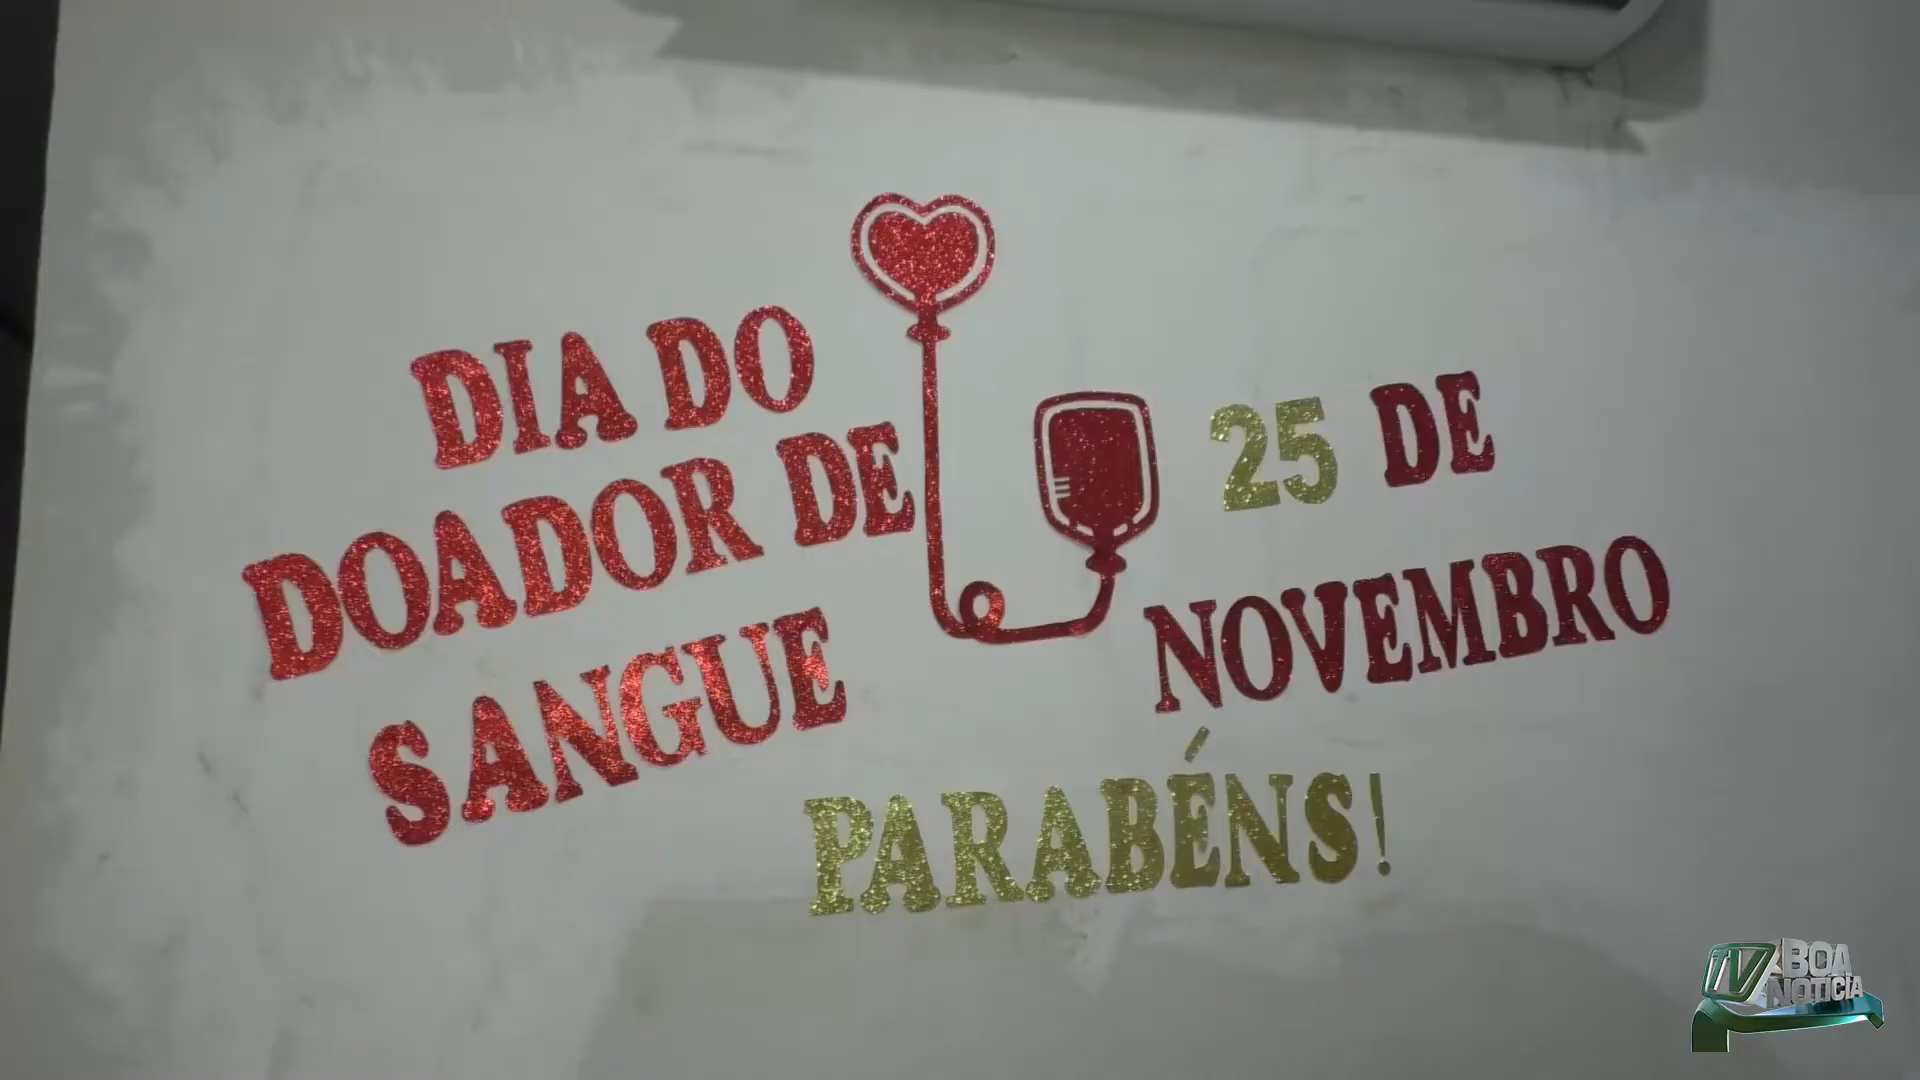 DIA DO
DOADOR DE
SANGUE
25 DE
NOVEMBRO
PARABÉNS!
TV BOA
NOTÍCIA